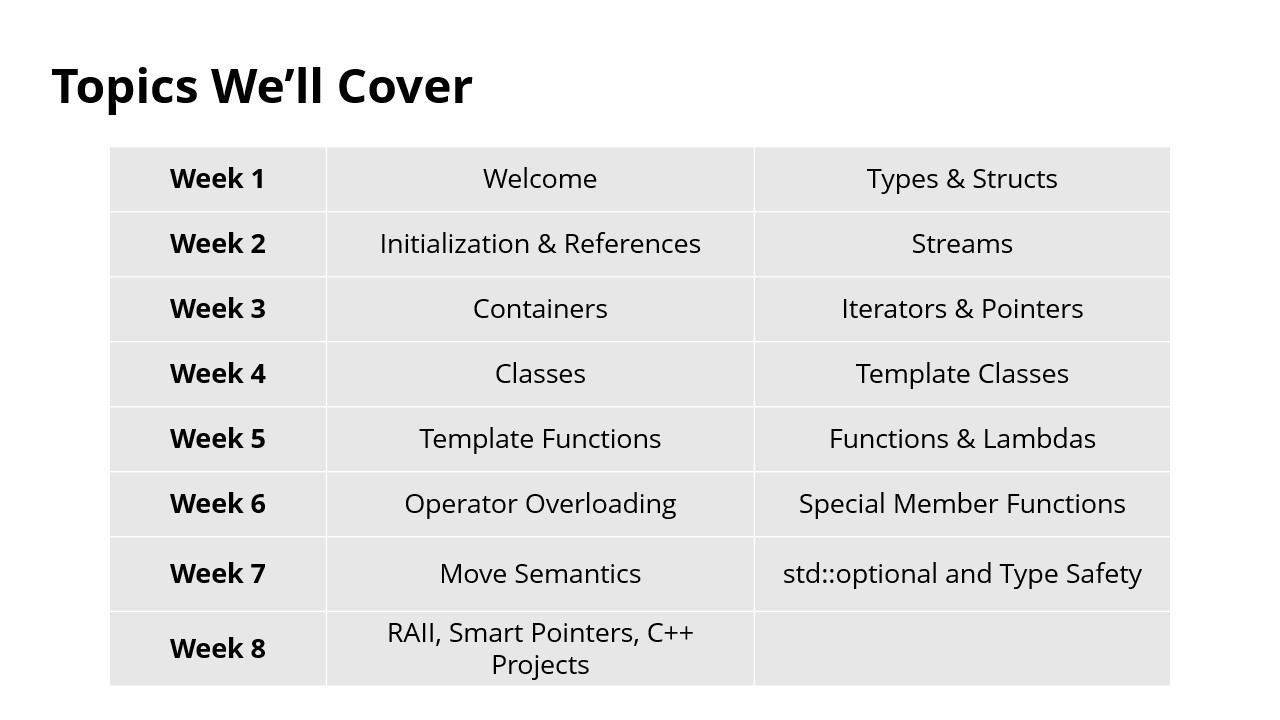 Topics We’ll Cover
Week 1 Welcome Types & Structs
Week 2 Initialization & References Streams
Week 3 Containers Iterators & Pointers
Week 4 Classes Template Classes
Week 5 Template Functions Functions & Lambdas
Week 6 Operator Overloading Special Member Functions
Week 7 Move Semantics std::optional and Type Safety
Week 8 RAII, Smart Pointers, C++
Projects